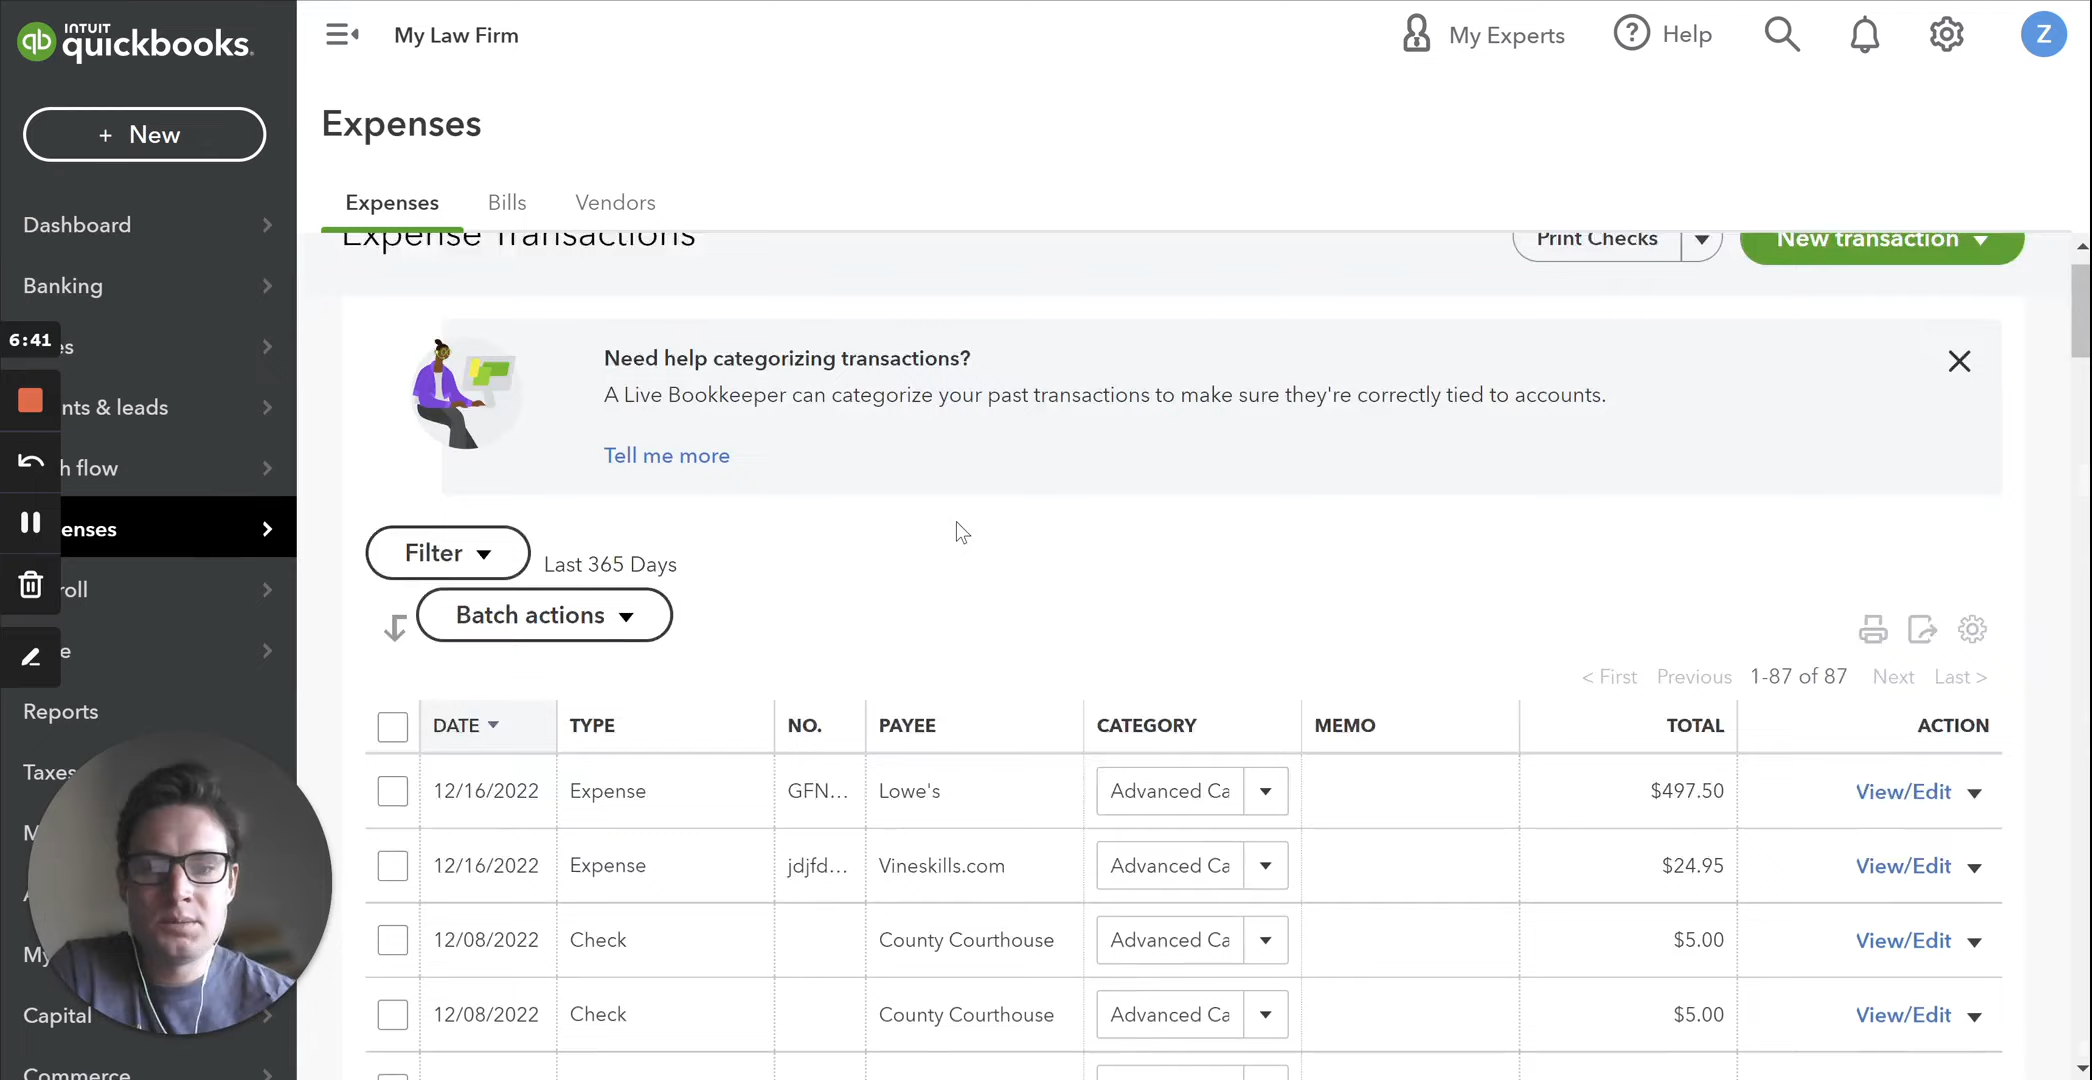 INTUIT
quickbooks.
My Law Firm
My Experts
Help
Z
+ New
Expenses
Expenses
Bills
Vendors
Dashboard
Banking
6:41
es
nts & leads
h flow
enses
roll
e
Reports
Taxes
M
A
My
Capital
Commerce
Expense Transactions
Print Checks
New transaction
Need help categorizing transactions?
A Live Bookkeeper can categorize your past transactions to make sure they're correctly tied to accounts.
Tell me more
Filter
Last 365 Days
Batch actions
< First Previous 1-87 of 87 Next Last >
DATE TYPE NO. PAYEE CATEGORY MEMO TOTAL ACTION
12/16/2022 Expense GFN... Lowe's Advanced Ca $497.50 View/Edit
12/16/2022 Expense jdjfd... Vineskills.com Advanced Ca $24.95 View/Edit
12/08/2022 Check County Courthouse Advanced Ca $5.00 View/Edit
12/08/2022 Check County Courthouse Advanced Ca $5.00 View/Edit